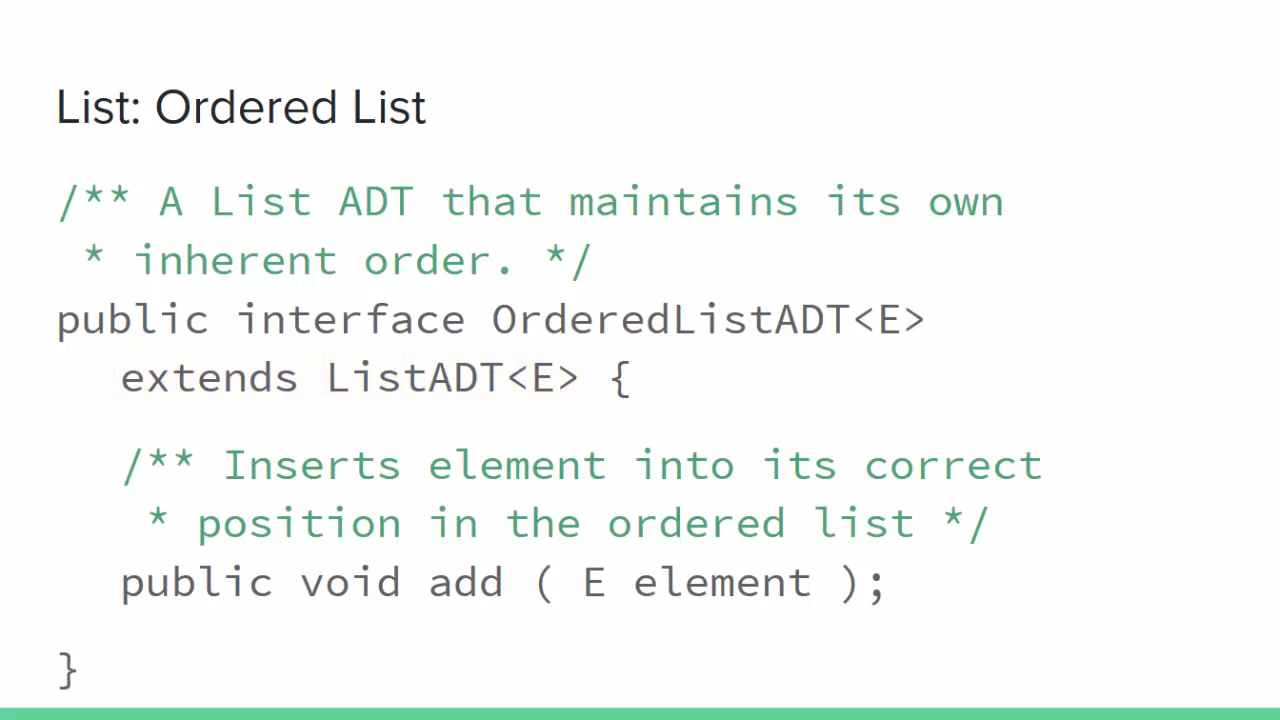 List: Ordered List
/** A List ADT that maintains its own
 * inherent order. */
public interface OrderedListADT<E>
extends ListADT<E> {
/** Inserts element into its correct
 * position in the ordered list */
public void add ( E element );
}